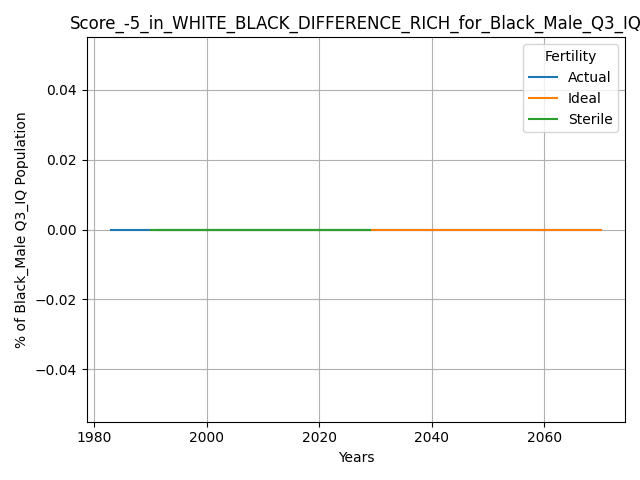 Score_-5_in_WHITE_BLACK_DIFFERENCE_RICH_for_Black_Male_Q3_IQ
Fertility
Actual
Ideal
Sterile
% of Black_Male Q3_IQ Population
0.04
0.02
0.00
−0.02
−0.04
1980 2000 2020 2040 2060
Years